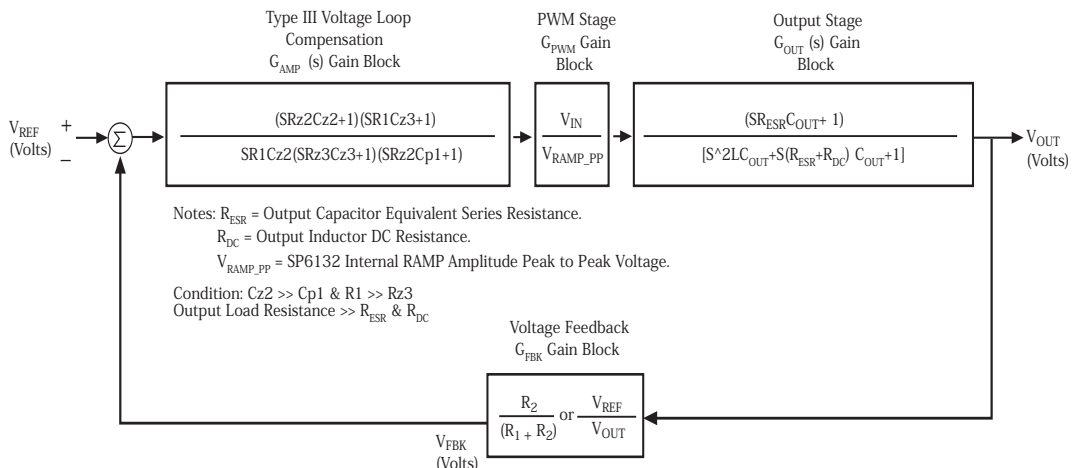 Type III Voltage Loop
Compensation
G_AMP (s) Gain Block
PWM Stage
G_PWM Gain
Block
Output Stage
G_OUT (s) Gain
Block
V_REF
(Volts)
+
−
Σ
(SRz2Cz2+1)(SR1Cz3+1)
SR1Cz2(SRz3Cz3+1)(SRz2Cp1+1)
V_IN
V_RAMP_PP
(SR_ESRC_OUT+ 1)
[S^2LC_OUT+S(R_ESR+R_DC) C_OUT+1]
V_OUT
(Volts)
Notes: R_ESR = Output Capacitor Equivalent Series Resistance.
R_DC = Output Inductor DC Resistance.
V_RAMP_PP = SP6132 Internal RAMP Amplitude Peak to Peak Voltage.
Condition: Cz2 >> Cp1 & R1 >> Rz3
Output Load Resistance >> R_ESR & R_DC
Voltage Feedback
G_FBK Gain Block
R_2
(R_1 + R_2)
or
V_REF
V_OUT
V_FBK
(Volts)